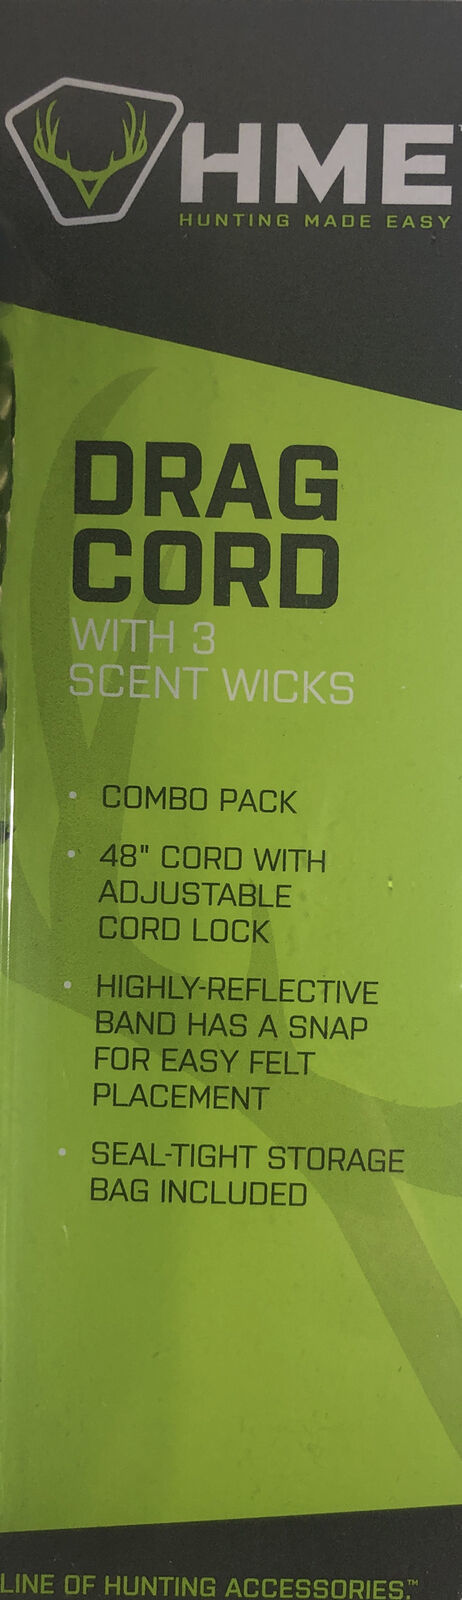 HME™
HUNTING MADE EASY
DRAG
CORD
WITH 3
SCENT WICKS
• COMBO PACK
• 48" CORD WITH
ADJUSTABLE
CORD LOCK
• HIGHLY-REFLECTIVE
BAND HAS A SNAP
FOR EASY FELT
PLACEMENT
• SEAL-TIGHT STORAGE
BAG INCLUDED
LINE OF HUNTING ACCESSORIES.™